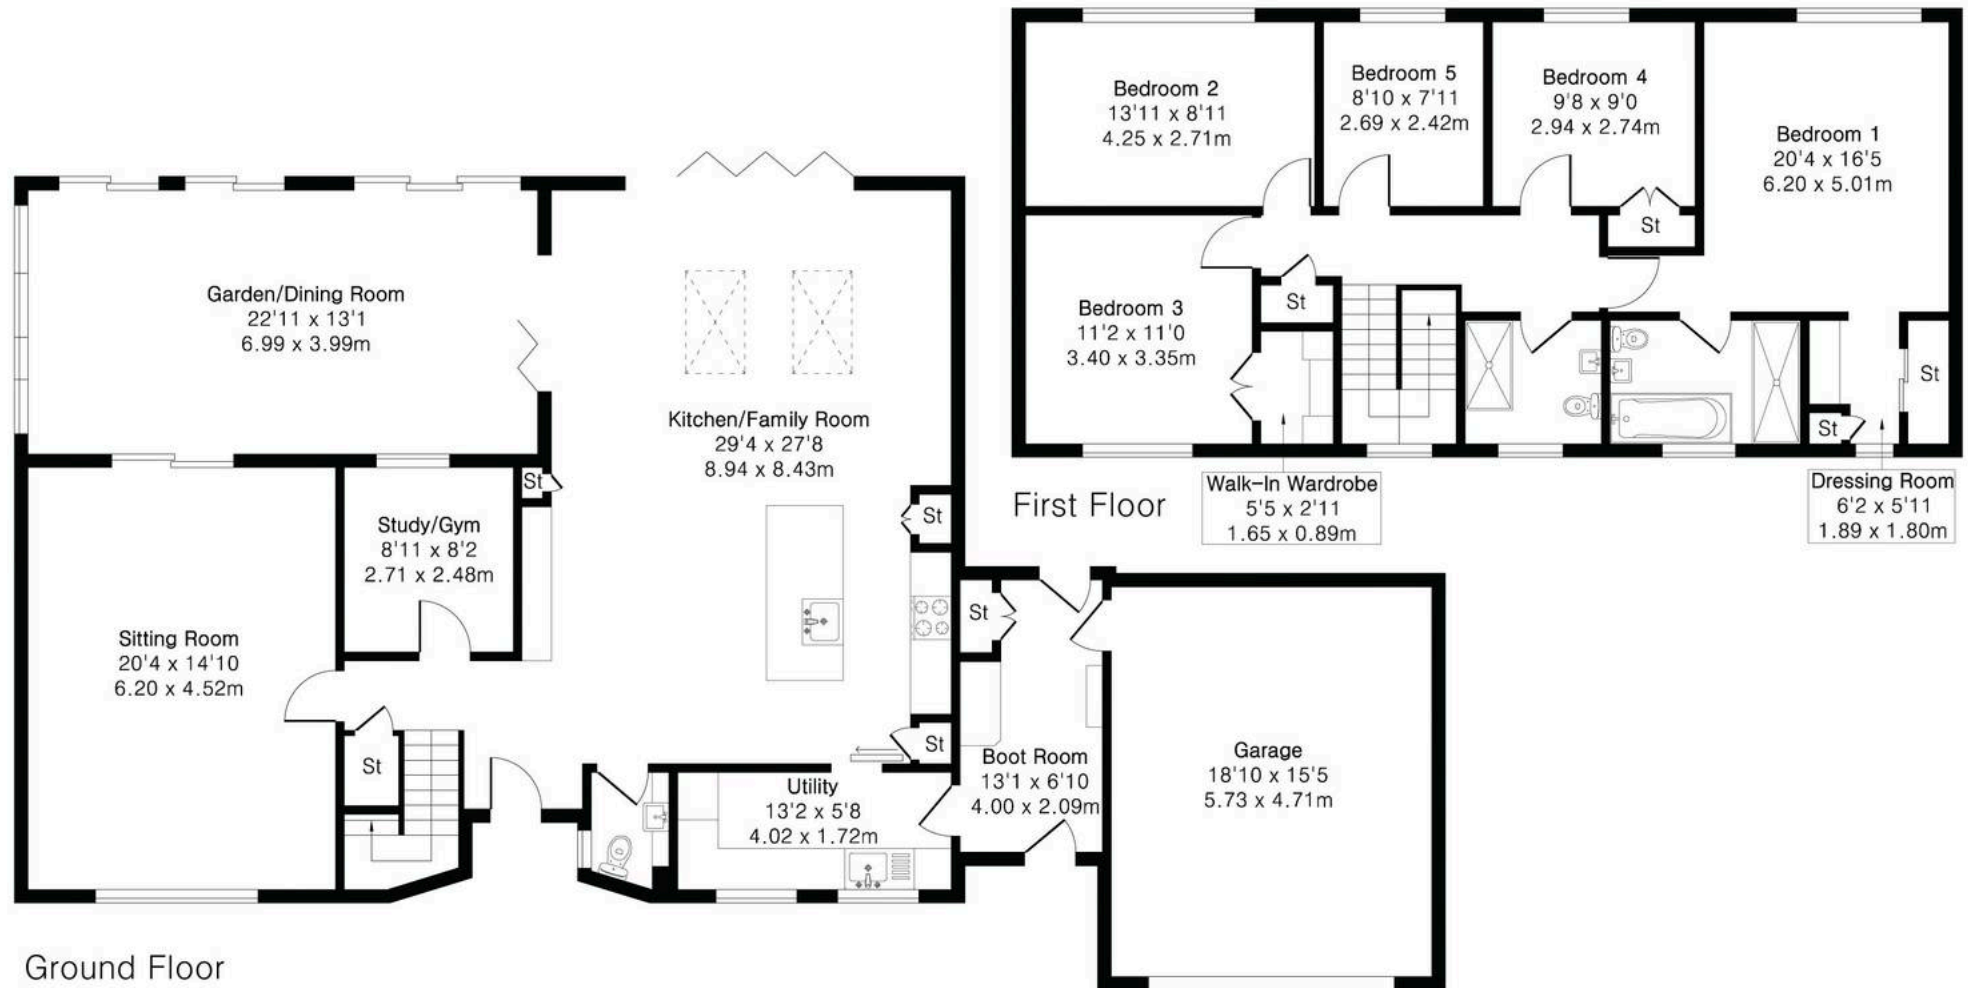 Bedroom 2
13'11 x 8'11
4.25 x 2.71m
Bedroom 5
8'10 x 7'11
2.69 x 2.42m
Bedroom 4
9'8 x 9'0
2.94 x 2.74m
Bedroom 1
20'4 x 16'5
6.20 x 5.01m
St
Bedroom 3
11'2 x 11'0
3.40 x 3.35m
St
St
St
Walk-In Wardrobe
5'5 x 2'11
1.65 x 0.89m
Dressing Room
6'2 x 5'11
1.89 x 1.80m
First Floor
Garden/Dining Room
22'11 x 13'1
6.99 x 3.99m
Kitchen/Family Room
29'4 x 27'8
8.94 x 8.43m
St
St
Study/Gym
8'11 x 8'2
2.71 x 2.48m
Sitting Room
20'4 x 14'10
6.20 x 4.52m
St
St
St
Boot Room
13'1 x 6'10
4.00 x 2.09m
Utility
13'2 x 5'8
4.02 x 1.72m
Garage
18'10 x 15'5
5.73 x 4.71m
Ground Floor